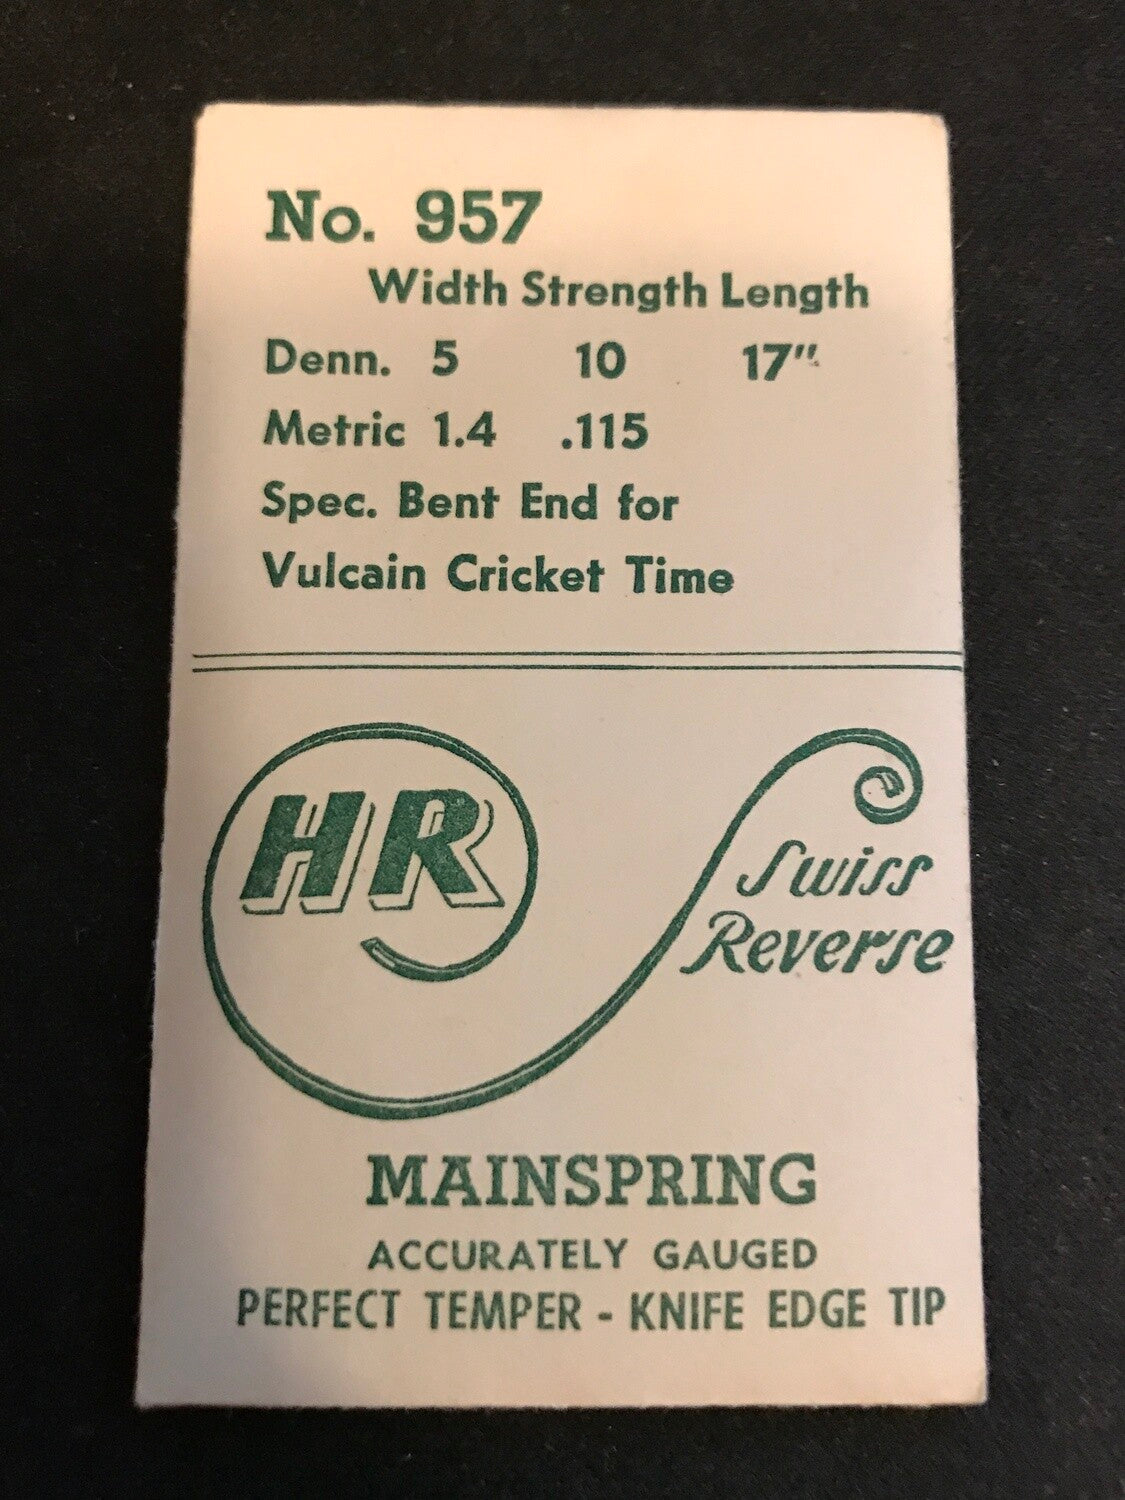 No. 957
Width Strength Length
Denn. 5 10 17"
Metric 1.4 .115
Spec. Bent End for
Vulcain Cricket Time
HR
Swiss
Reverse
MAINSPRING
ACCURATELY GAUGED
PERFECT TEMPER - KNIFE EDGE TIP